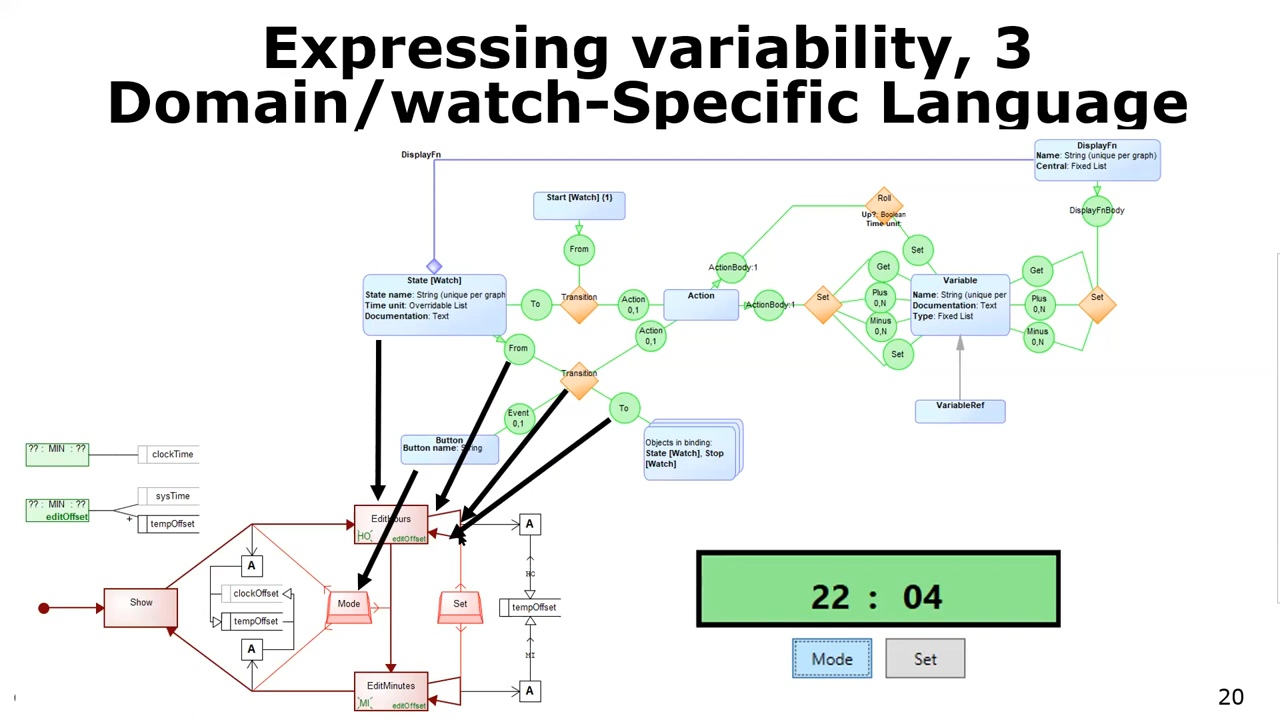 Expressing variability, 3
Domain/watch-Specific Language
DisplayFn
DisplayFn
Name: String (unique per graph)
Central: Fixed List
DisplayFnBody
Start [Watch] {1}
From
Roll
Up?: Boolean
Time unit:
Set
ActionBody:1
State [Watch]
State name: String (unique per graph
Time unit: Overridable List
Documentation: Text
To
Transition
Action
0,1
Action
ActionBody:1
Set
Get
Plus
0,N
Minus
0,N
Set
Variable
Name: String (unique per
Documentation: Text
Type: Fixed List
Get
Plus
0,N
Minus
0,N
Set
Action
0,1
From
Transition
To
Event
0,1
Button
Button name: String
Objects in binding:
State [Watch], Stop
[Watch]
VariableRef
?? : MIN : ??
clockTime
?? : MIN : ??
editOffset
sysTime
+
tempOffset
EditHours
HO
editOffset
A
A
HO
Show
clockOffset
tempOffset
Mode
Set
tempOffset
A
MI
EditMinutes
MI
editOffset
A
22 : 04
Mode
Set
20